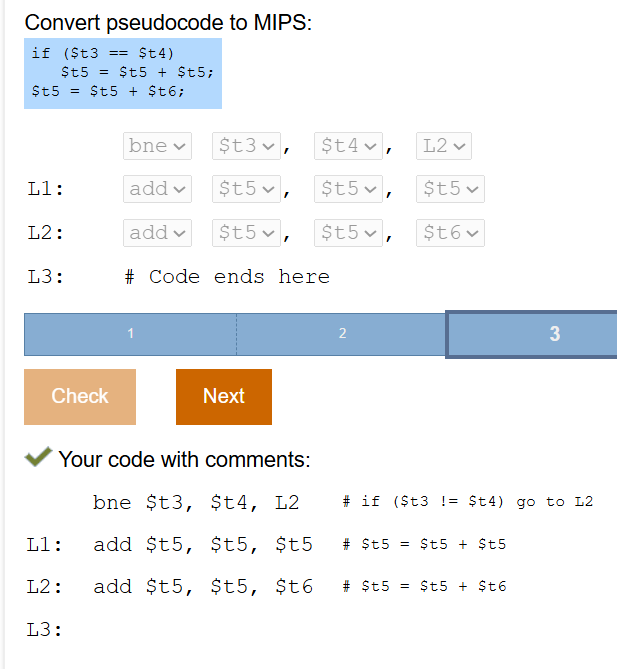 Convert pseudocode to MIPS:
if ($t3 == $t4)
$t5 = $t5 + $t5;
$t5 = $t5 + $t6;
bne $t3, $t4, L2
L1: add $t5, $t5, $t5
L2: add $t5, $t5, $t6
L3: # Code ends here
1 2 3
Check Next
Your code with comments:
bne $t3, $t4, L2 # if ($t3 != $t4) go to L2
L1: add $t5, $t5, $t5 # $t5 = $t5 + $t5
L2: add $t5, $t5, $t6 # $t5 = $t5 + $t6
L3: